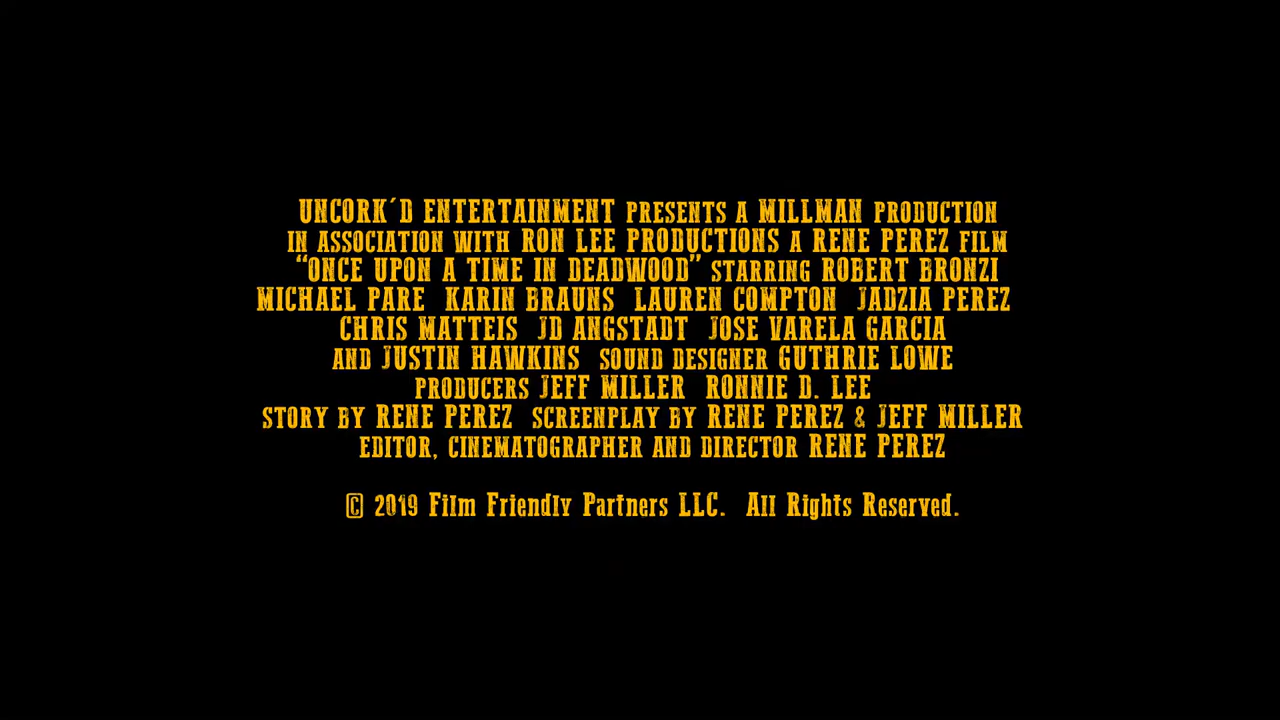 UNCORK´D ENTERTAINMENT PRESENTS A MILLMAN PRODUCTION
IN ASSOCIATION WITH RON LEE PRODUCTIONS A RENE PEREZ FILM
“ONCE UPON A TIME IN DEADWOOD” STARRING ROBERT BRONZI
MICHAEL PARE KARIN BRAUNS LAUREN COMPTON JADZIA PEREZ
CHRIS MATTEIS JD ANGSTADT JOSE VARELA GARCIA
AND JUSTIN HAWKINS SOUND DESIGNER GUTHRIE LOWE
PRODUCERS JEFF MILLER RONNIE D. LEE
STORY BY RENE PEREZ SCREENPLAY BY RENE PEREZ & JEFF MILLER
EDITOR, CINEMATOGRAPHER AND DIRECTOR RENE PEREZ
© 2019 Film Friendly Partners LLC. All Rights Reserved.